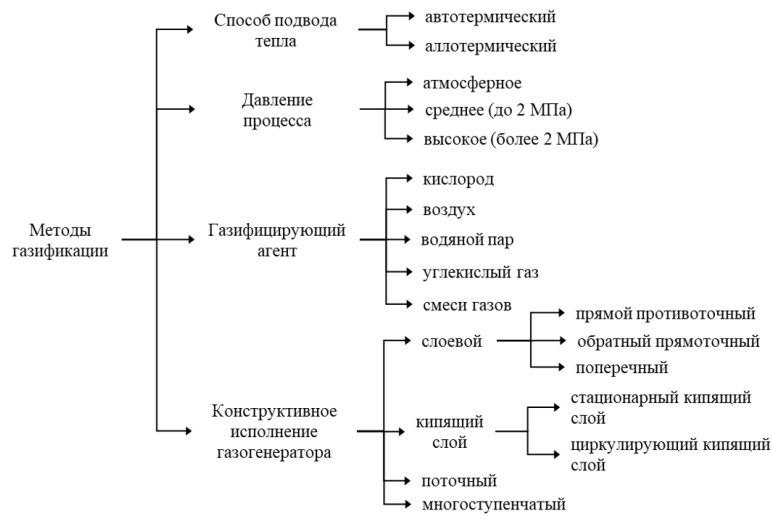 Методы
газификации
Способ подвода
тепла
автотермический
аллотермический
Давление
процесса
атмосферное
среднее (до 2 МПа)
высокое (более 2 МПа)
Газифицирующий
агент
кислород
воздух
водяной пар
углекислый газ
смеси газов
Конструктивное
исполнение
газогенератора
слоевой
прямой противоточный
обратный прямоточный
поперечный
кипящий
слой
стационарный кипящий
слой
циркулирующий кипящий
слой
поточный
многоступенчатый